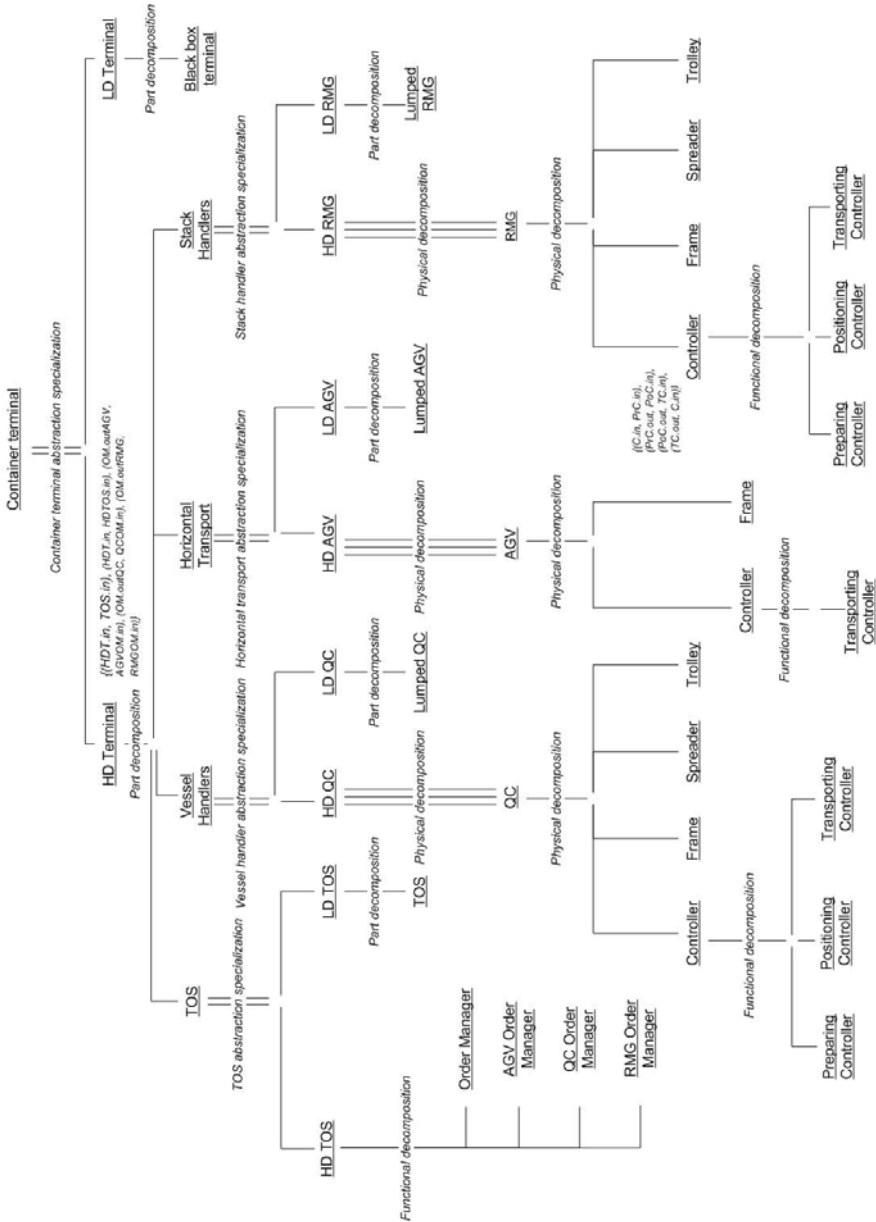 Container terminal
Container terminal abstraction specialization
HD Terminal
LD Terminal
Part decomposition
{(HDT.in, TOS.in), (HDT.in, HDTOS.in), (OM.outAGV,
AGVOM.in), (OM.outQC, QCOM.in), (OM.outRMG,
RMGOM.in)}
Part decomposition
Black box
terminal
TOS
Vessel
Handlers
Horizontal
Transport
Stack
Handlers
TOS abstraction specialization
Vessel handler abstraction specialization
Horizontal transport abstraction specialization
Stack handler abstraction specialization
HD TOS
LD TOS
HD QC
LD QC
HD AGV
LD AGV
HD RMG
LD RMG
Functional decomposition
Part decomposition
Physical decomposition
Part decomposition
Physical decomposition
Part decomposition
Physical decomposition
Part decomposition
TOS
Lumped QC
Lumped AGV
Lumped
RMG
Order Manager
AGV Order
Manager
QC Order
Manager
RMG Order
Manager
QC
AGV
RMG
Physical decomposition
Physical decomposition
Physical decomposition
Controller
Frame
Spreader
Trolley
Controller
Frame
{(C.in, PrC.in),
(PrC.out, PoC.in),
(PoC.out, TC.in),
(TC.out, C.in)}
Controller
Frame
Spreader
Trolley
Functional decomposition
Functional decomposition
Functional decomposition
Preparing
Controller
Positioning
Controller
Transporting
Controller
Transporting
Controller
Preparing
Controller
Positioning
Controller
Transporting
Controller